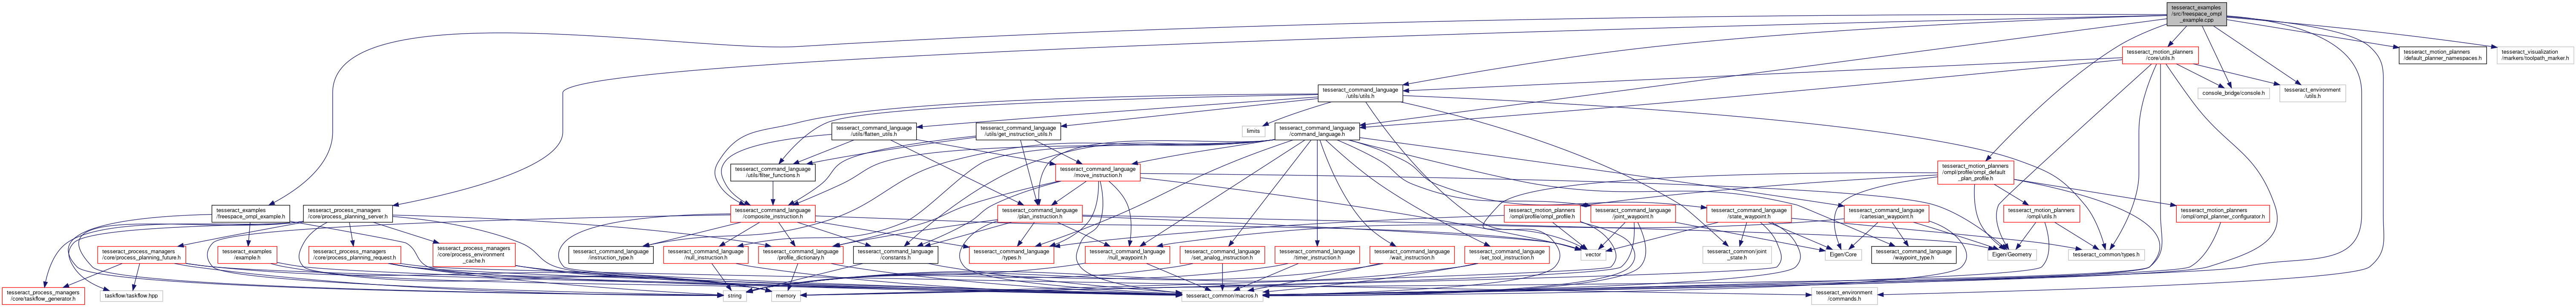 tesseract_examples
/src/freespace_ompl
_example.cpp
tesseract_motion_planners
/core/utils.h
tesseract_motion_planners
/default_planner_namespaces.h
tesseract_visualization
/markers/toolpath_marker.h
tesseract_command_language
/utils/utils.h
console_bridge/console.h
tesseract_environment
/utils.h
limits
tesseract_command_language
/utils/flatten_utils.h
tesseract_command_language
/utils/get_instruction_utils.h
tesseract_command_language
/command_language.h
tesseract_command_language
/utils/filter_functions.h
tesseract_command_language
/move_instruction.h
tesseract_motion_planners
/ompl/profile/ompl_default
_plan_profile.h
tesseract_examples
/freespace_ompl_example.h
tesseract_process_managers
/core/process_planning_server.h
tesseract_command_language
/composite_instruction.h
tesseract_command_language
/plan_instruction.h
tesseract_motion_planners
/ompl/profile/ompl_profile.h
tesseract_command_language
/joint_waypoint.h
tesseract_command_language
/state_waypoint.h
tesseract_command_language
/cartesian_waypoint.h
tesseract_motion_planners
/ompl/utils.h
tesseract_motion_planners
/ompl/ompl_planner_configurator.h
tesseract_process_managers
/core/process_planning_future.h
tesseract_examples
/example.h
tesseract_process_managers
/core/process_planning_request.h
tesseract_process_managers
/core/process_environment
_cache.h
tesseract_command_language
/instruction_type.h
tesseract_command_language
/null_instruction.h
tesseract_command_language
/profile_dictionary.h
tesseract_command_language
/constants.h
tesseract_command_language
/types.h
tesseract_command_language
/null_waypoint.h
tesseract_command_language
/set_analog_instruction.h
tesseract_command_language
/timer_instruction.h
tesseract_command_language
/wait_instruction.h
tesseract_command_language
/set_tool_instruction.h
vector
tesseract_common/joint
_state.h
Eigen/Core
tesseract_command_language
/waypoint_type.h
Eigen/Geometry
tesseract_common/types.h
tesseract_process_managers
/core/taskflow_generator.h
taskflow/taskflow.hpp
string
memory
tesseract_common/macros.h
tesseract_environment
/commands.h